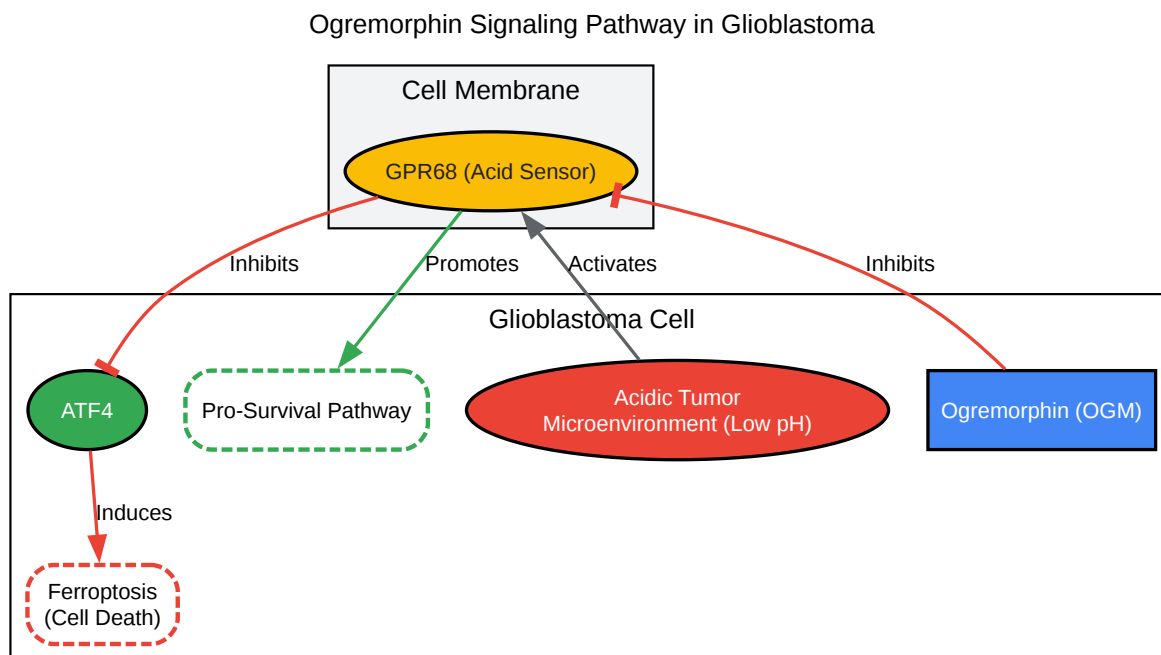 Ogremorphin Signaling Pathway in Glioblastoma
Cell Membrane
GPR68 (Acid Sensor)
Inhibits
Promotes
Activates
Inhibits
Glioblastoma Cell
ATF4
Pro-Survival Pathway
Acidic Tumor
Microenvironment (Low pH)
Ogremorphin (OGM)
Induces
Ferroptosis
(Cell Death)